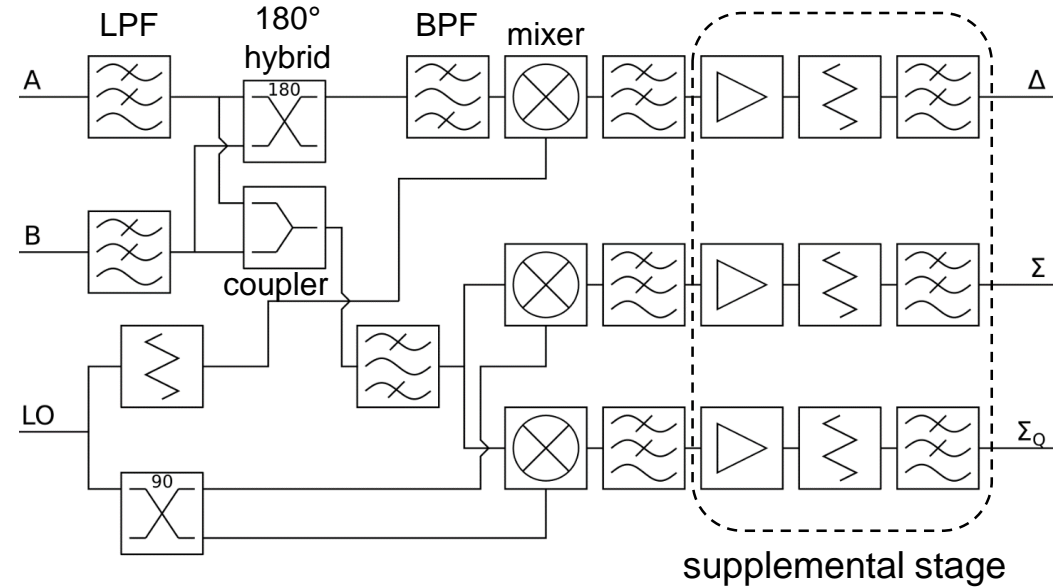 LPF
180°
hybrid
BPF
mixer
A
180
Δ
B
coupler
Σ
LO
90
Σ_Q
supplemental stage